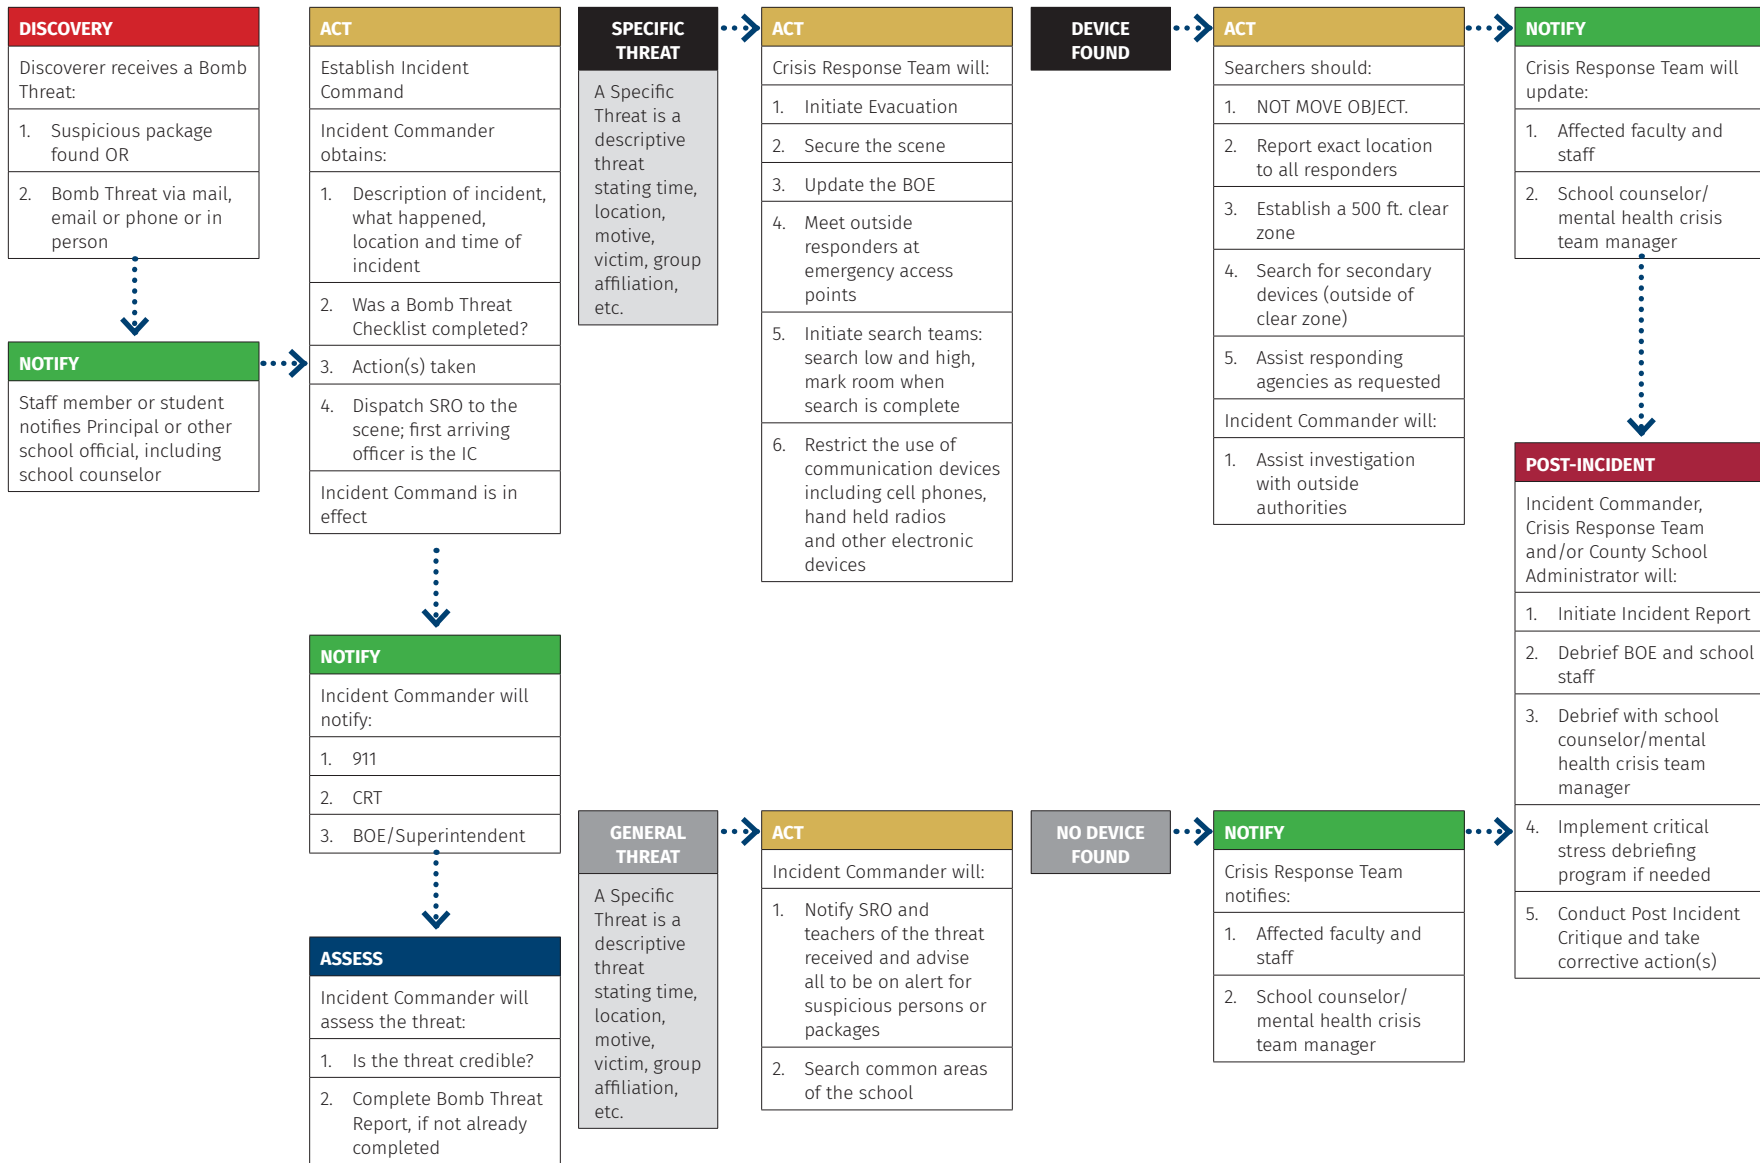 DISCOVERY
Discoverer receives a Bomb
Threat:
1. Suspicious package
found OR
2. Bomb Threat via mail,
email or phone or in
person
NOTIFY
Staff member or student
notifies Principal or other
school official, including
school counselor
ACT
Establish Incident
Command
Incident Commander
obtains:
1. Description of incident,
what happened,
location and time of
incident
2. Was a Bomb Threat
Checklist completed?
3. Action(s) taken
4. Dispatch SRO to the
scene; first arriving
officer is the IC
Incident Command is in
effect
NOTIFY
Incident Commander will
notify:
1. 911
2. CRT
3. BOE/Superintendent
ASSESS
Incident Commander will
assess the threat:
1. Is the threat credible?
2. Complete Bomb Threat
Report, if not already
completed
SPECIFIC
THREAT
A Specific
Threat is a
descriptive
threat
stating time,
location,
motive,
victim, group
affiliation,
etc.
ACT
Crisis Response Team will:
1. Initiate Evacuation
2. Secure the scene
3. Update the BOE
4. Meet outside
responders at
emergency access
points
5. Initiate search teams:
search low and high,
mark room when
search is complete
6. Restrict the use of
communication devices
including cell phones,
hand held radios
and other electronic
devices
DEVICE
FOUND
ACT
Searchers should:
1. NOT MOVE OBJECT.
2. Report exact location
to all responders
3. Establish a 500 ft. clear
zone
4. Search for secondary
devices (outside of
clear zone)
5. Assist responding
agencies as requested
Incident Commander will:
1. Assist investigation
with outside
authorities
NOTIFY
Crisis Response Team will
update:
1. Affected faculty and
staff
2. School counselor/
mental health crisis
team manager
GENERAL
THREAT
A Specific
Threat is a
descriptive
threat
stating time,
location,
motive,
victim, group
affiliation,
etc.
ACT
Incident Commander will:
1. Notify SRO and
teachers of the threat
received and advise
all to be on alert for
suspicious persons or
packages
2. Search common areas
of the school
NO DEVICE
FOUND
NOTIFY
Crisis Response Team
notifies:
1. Affected faculty and
staff
2. School counselor/
mental health crisis
team manager
POST-INCIDENT
Incident Commander,
Crisis Response Team
and/or County School
Administrator will:
1. Initiate Incident Report
2. Debrief BOE and school
staff
3. Debrief with school
counselor/mental
health crisis team
manager
4. Implement critical
stress debriefing
program if needed
5. Conduct Post Incident
Critique and take
corrective action(s)